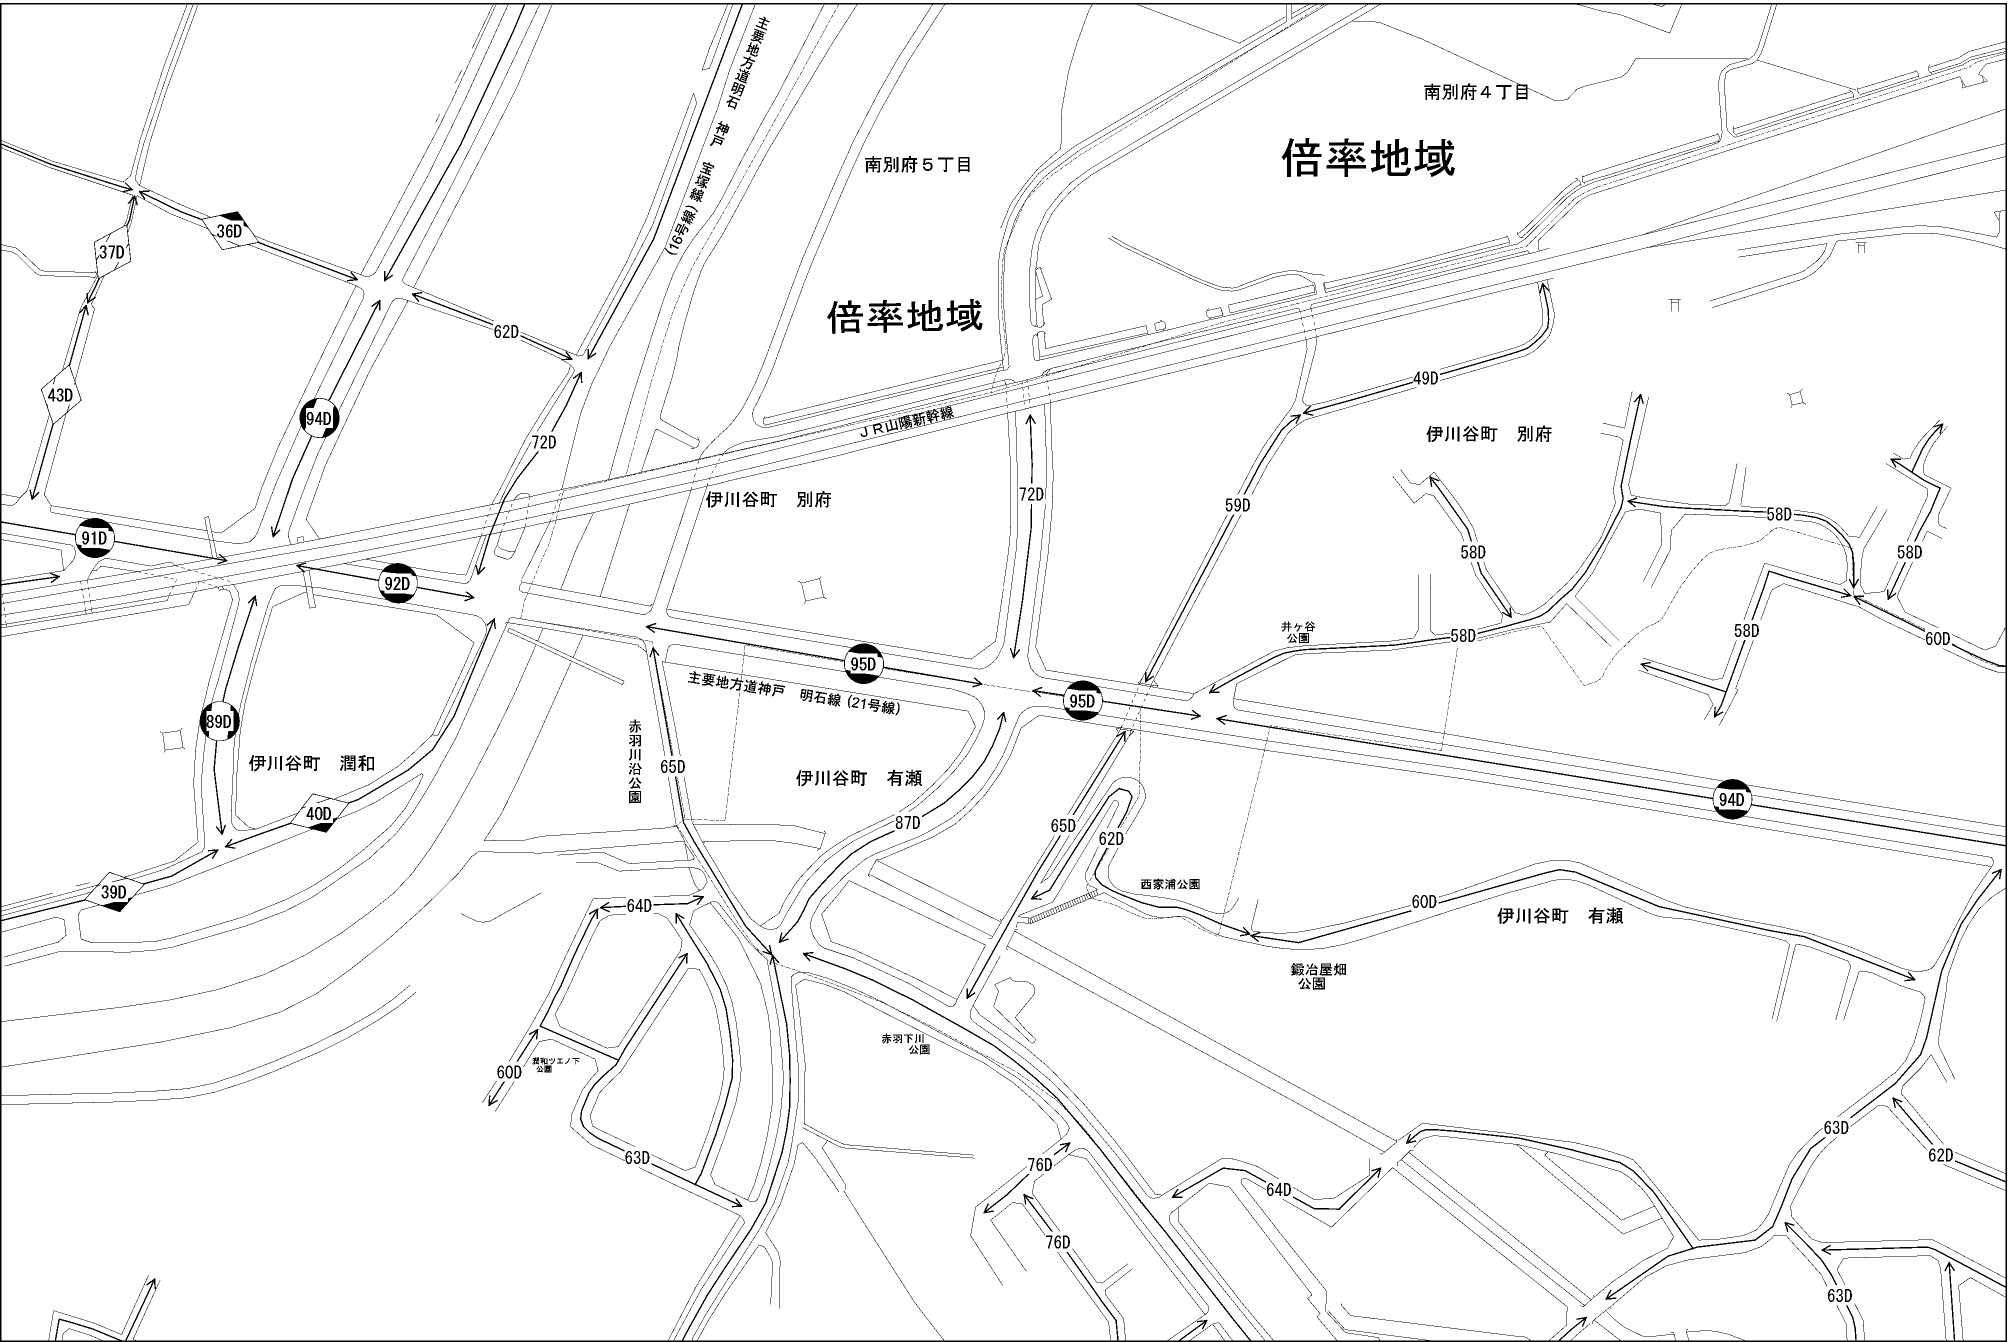 主要地方道明石　神戸　宝塚線
(16号線)
南別府４丁目
倍率地域
南別府５丁目
37D
36D
倍率地域
62D
43D
94D
72D
49D
ＪＲ山陽新幹線
伊川谷町　別府
伊川谷町　別府
72D
59D
58D
91D
58D
58D
92D
井ヶ谷
公園
58D
58D
60D
95D
主要地方道神戸　明石線 (21号線)
95D
89D
赤羽川沿公園
伊川谷町　潤和
65D
伊川谷町　有瀬
94D
40D
87D
65D
62D
39D
64D
西家浦公園
60D
伊川谷町　有瀬
鍛冶屋畑
公園
赤羽下川
公園
60D
潤和ツエノ下
公園
63D
76D
64D
63D
62D
76D
63D